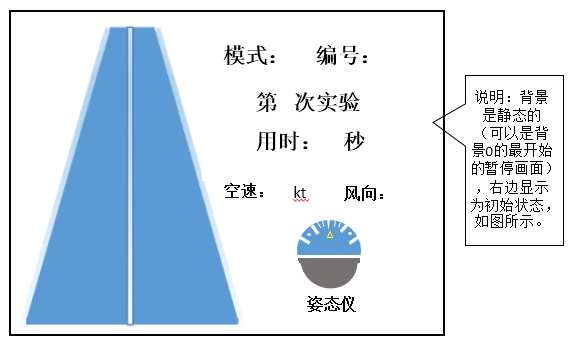 模式： 编号：
第 次实验
用时： 秒
空速： kt 风向：
姿态仪
说明：背景
是静态的
（可以是背
景0的最开始
的暂停画面）
，右边显示
为初始状态，
如图所示。